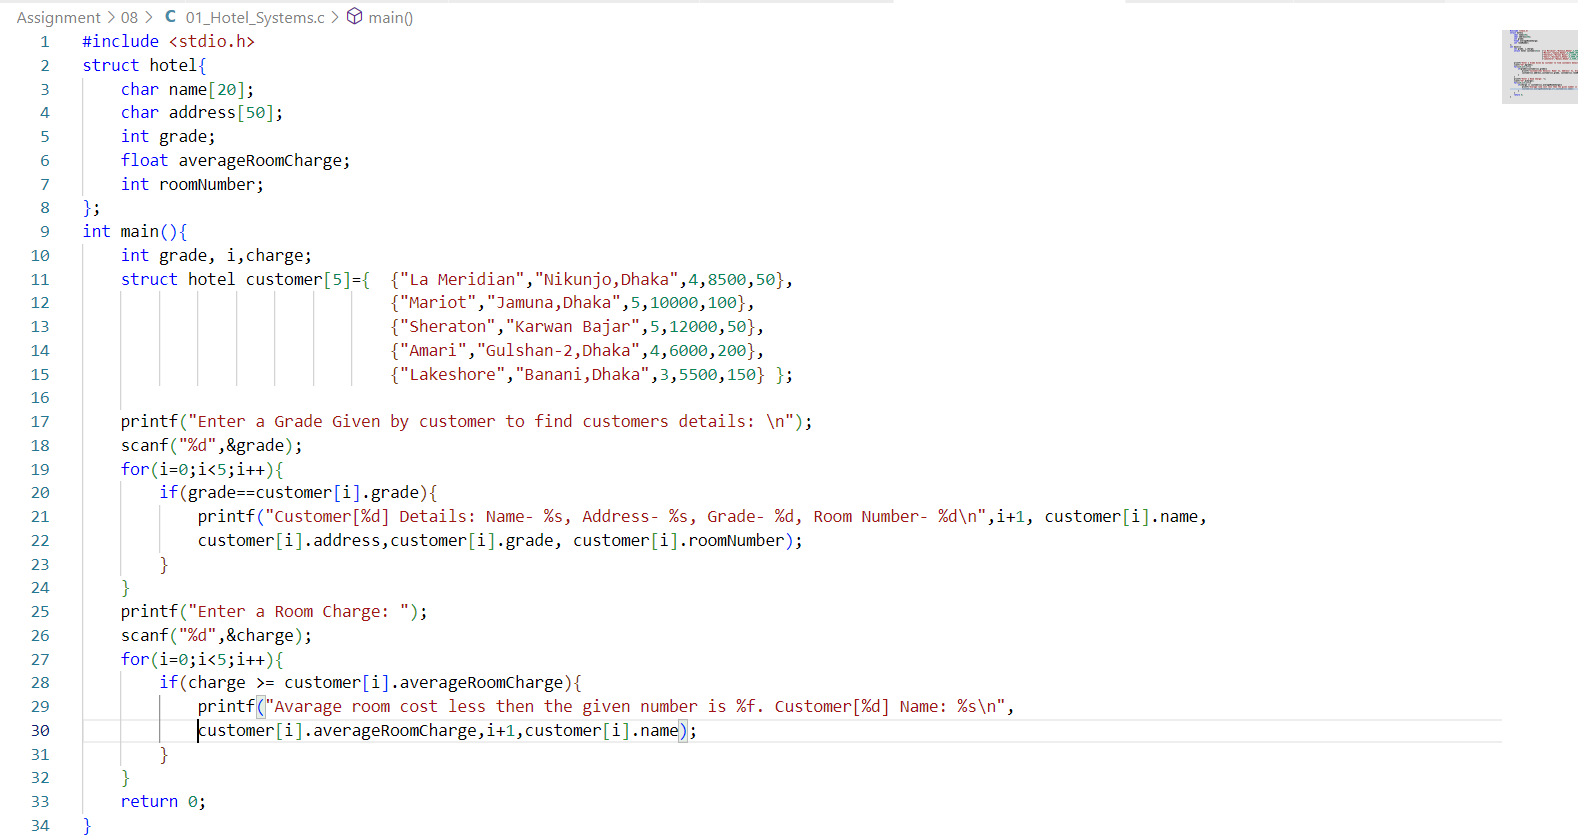 Assignment > 08 > C 01_Hotel_Systems.c > main()
1 #include <stdio.h>
2 struct hotel{
3 char name[20];
4 char address[50];
5 int grade;
6 float averageRoomCharge;
7 int roomNumber;
8 };
9 int main(){
10 int grade, i,charge;
11 struct hotel customer[5]={ {"La Meridian","Nikunjo,Dhaka",4,8500,50},
12 {"Mariot","Jamuna,Dhaka",5,10000,100},
13 {"Sheraton","Karwan Bajar",5,12000,50},
14 {"Amari","Gulshan-2,Dhaka",4,6000,200},
15 {"Lakeshore","Banani,Dhaka",3,5500,150} };
16
17 printf("Enter a Grade Given by customer to find customers details: \n");
18 scanf("%d",&grade);
19 for(i=0;i<5;i++){
20 if(grade==customer[i].grade){
21 printf("Customer[%d] Details: Name- %s, Address- %s, Grade- %d, Room Number- %d\n",i+1, customer[i].name,
22 customer[i].address,customer[i].grade, customer[i].roomNumber);
23 }
24 }
25 printf("Enter a Room Charge: ");
26 scanf("%d",&charge);
27 for(i=0;i<5;i++){
28 if(charge >= customer[i].averageRoomCharge){
29 printf("Avarage room cost less then the given number is %f. Customer[%d] Name: %s\n",
30 customer[i].averageRoomCharge,i+1,customer[i].name);
31 }
32 }
33 return 0;
34 }